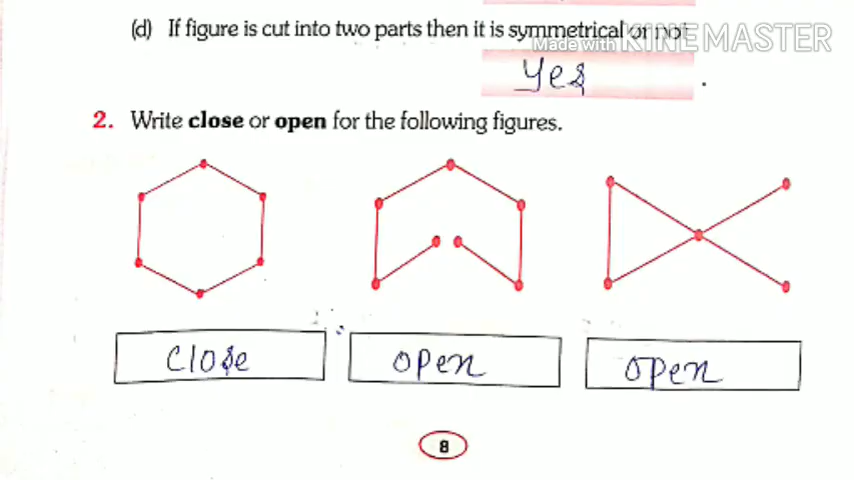 (d) If figure is cut into two parts then it is symmetrical or not
Made with KINEMASTER
Yes .
2. Write close or open for the following figures.
close
open
open
8